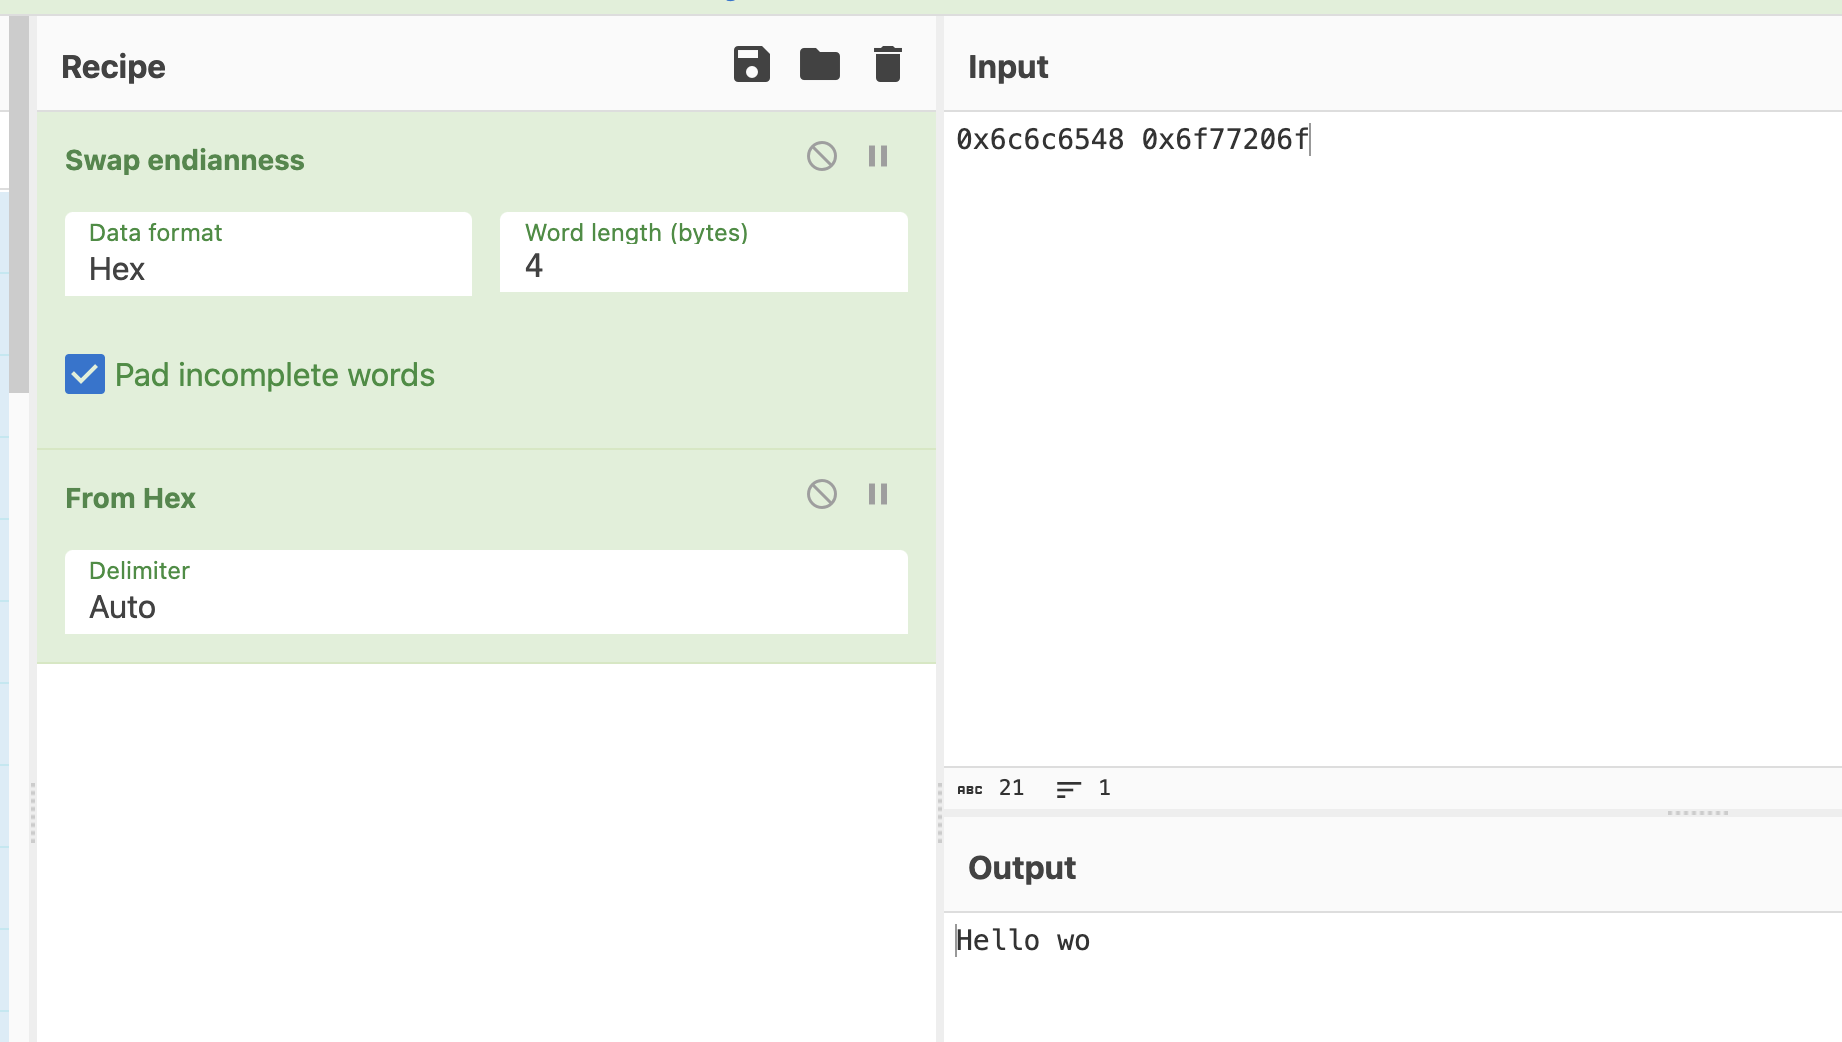 Recipe
Swap endianness
Data format
Hex
Word length (bytes)
4
Pad incomplete words
From Hex
Delimiter
Auto
Input
0x6c6c6548 0x6f77206f
ABC 21 1
Output
Hello wo